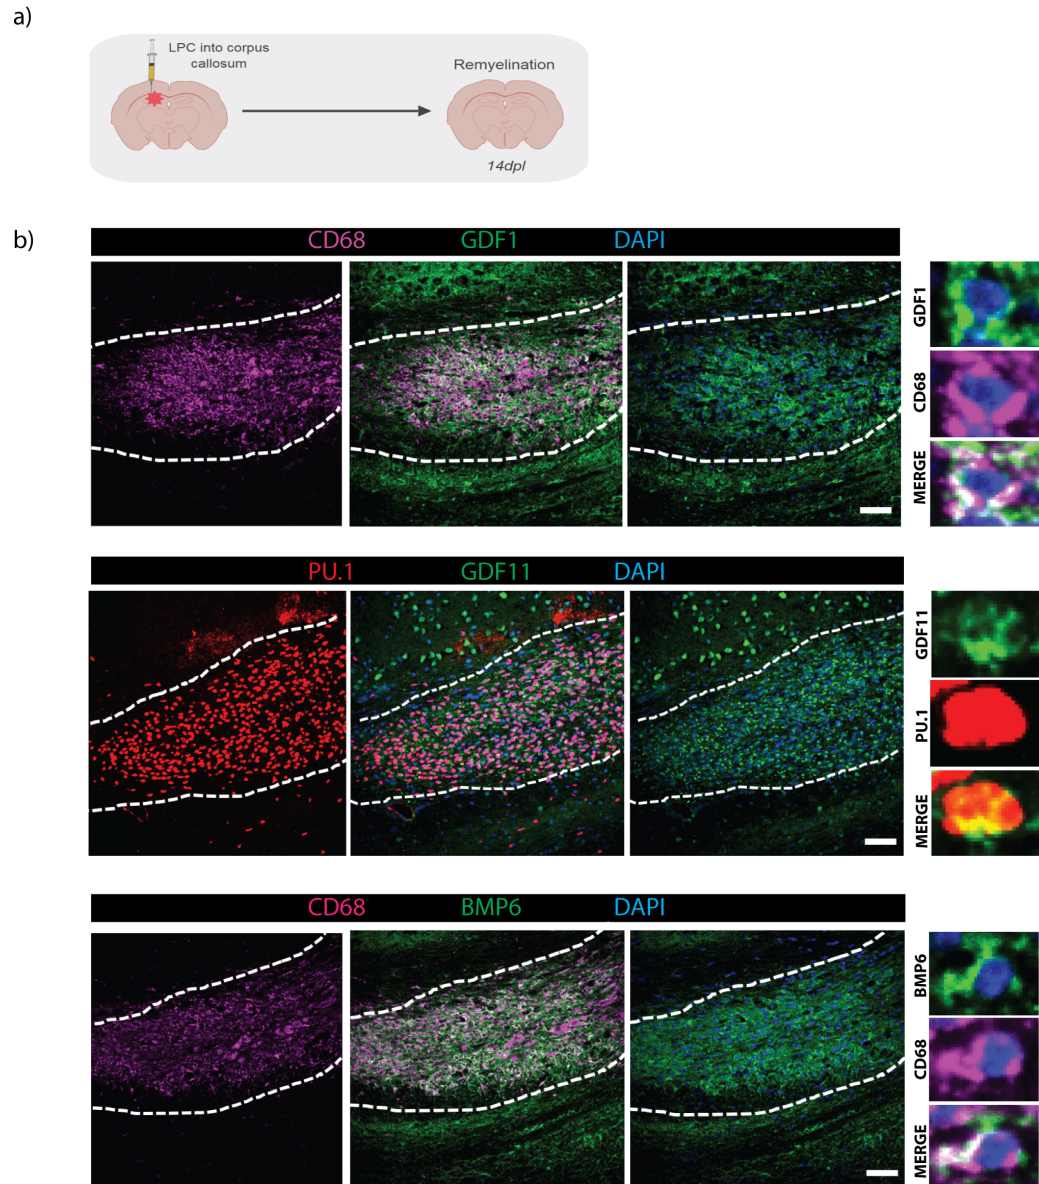 a)
LPC into corpus
callosum
Remyelination
14dpl
b)
CD68 GDF1 DAPI
GDF1
CD68
MERGE
PU.1 GDF11 DAPI
GDF11
PU.1
MERGE
CD68 BMP6 DAPI
BMP6
CD68
MERGE